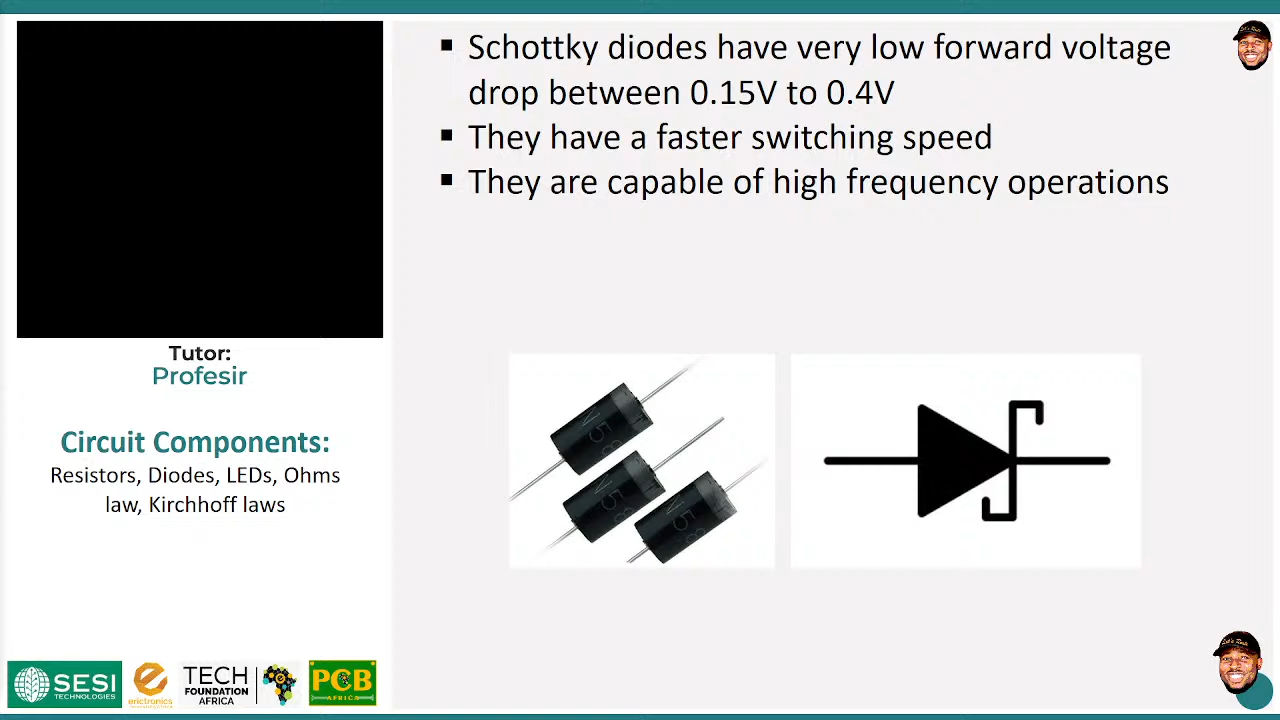 ▪ Schottky diodes have very low forward voltage
drop between 0.15V to 0.4V
▪ They have a faster switching speed
▪ They are capable of high frequency operations
Tutor:
Profesir
Circuit Components:
Resistors, Diodes, LEDs, Ohms
law, Kirchhoff laws
SESI
TECHNOLOGIES
erictronics
TECH
FOUNDATION
AFRICA
PCB
AFRICA